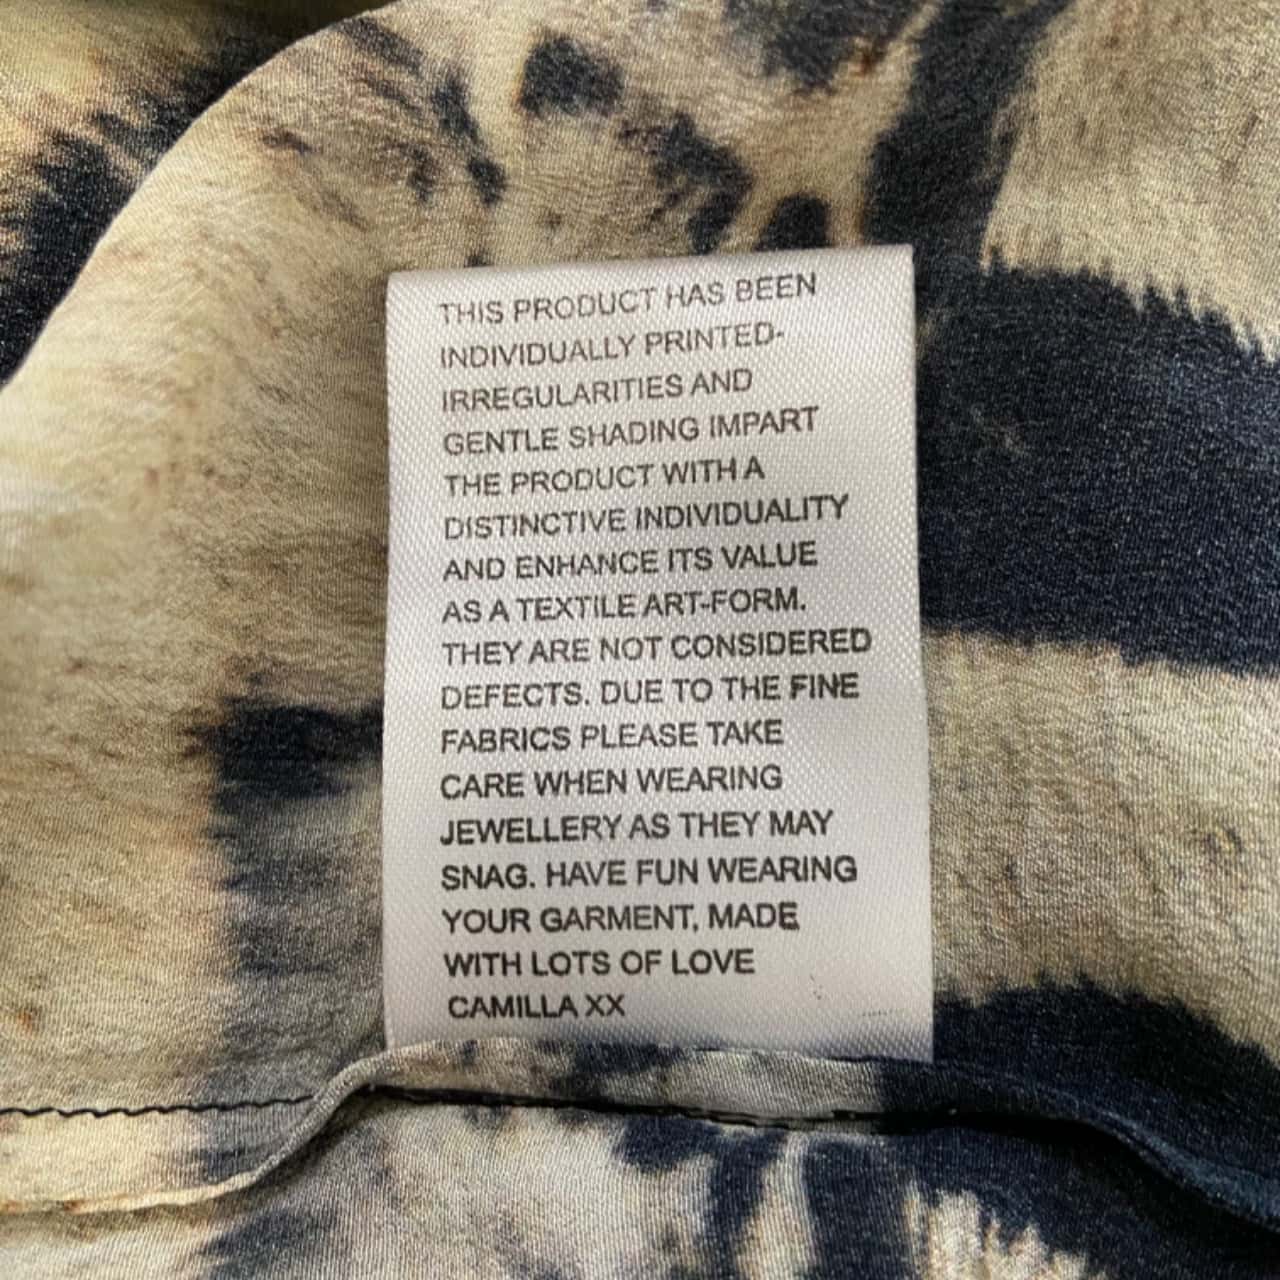 THIS PRODUCT HAS BEEN
INDIVIDUALLY PRINTED-
IRREGULARITIES AND
GENTLE SHADING IMPART
THE PRODUCT WITH A
DISTINCTIVE INDIVIDUALITY
AND ENHANCE ITS VALUE
AS A TEXTILE ART-FORM.
THEY ARE NOT CONSIDERED
DEFECTS. DUE TO THE FINE
FABRICS PLEASE TAKE
CARE WHEN WEARING
JEWELLERY AS THEY MAY
SNAG. HAVE FUN WEARING
YOUR GARMENT, MADE
WITH LOTS OF LOVE
CAMILLA XX